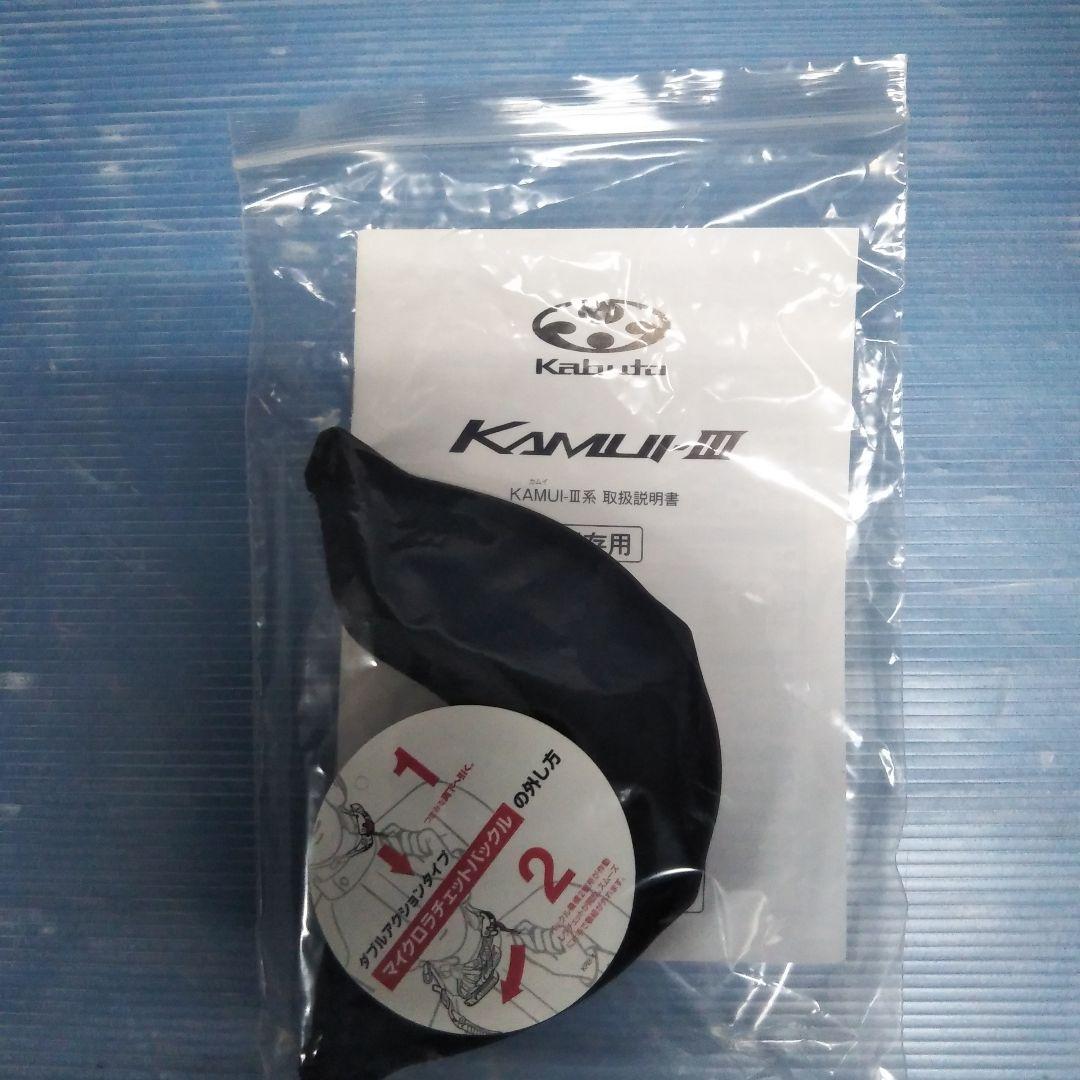 Kabuto
KAMUI-III
カムイ
KAMUI-III系 取扱説明書
存用
1
2
ダブルアクションタイプ
マイクロラチェットバックルの外し方